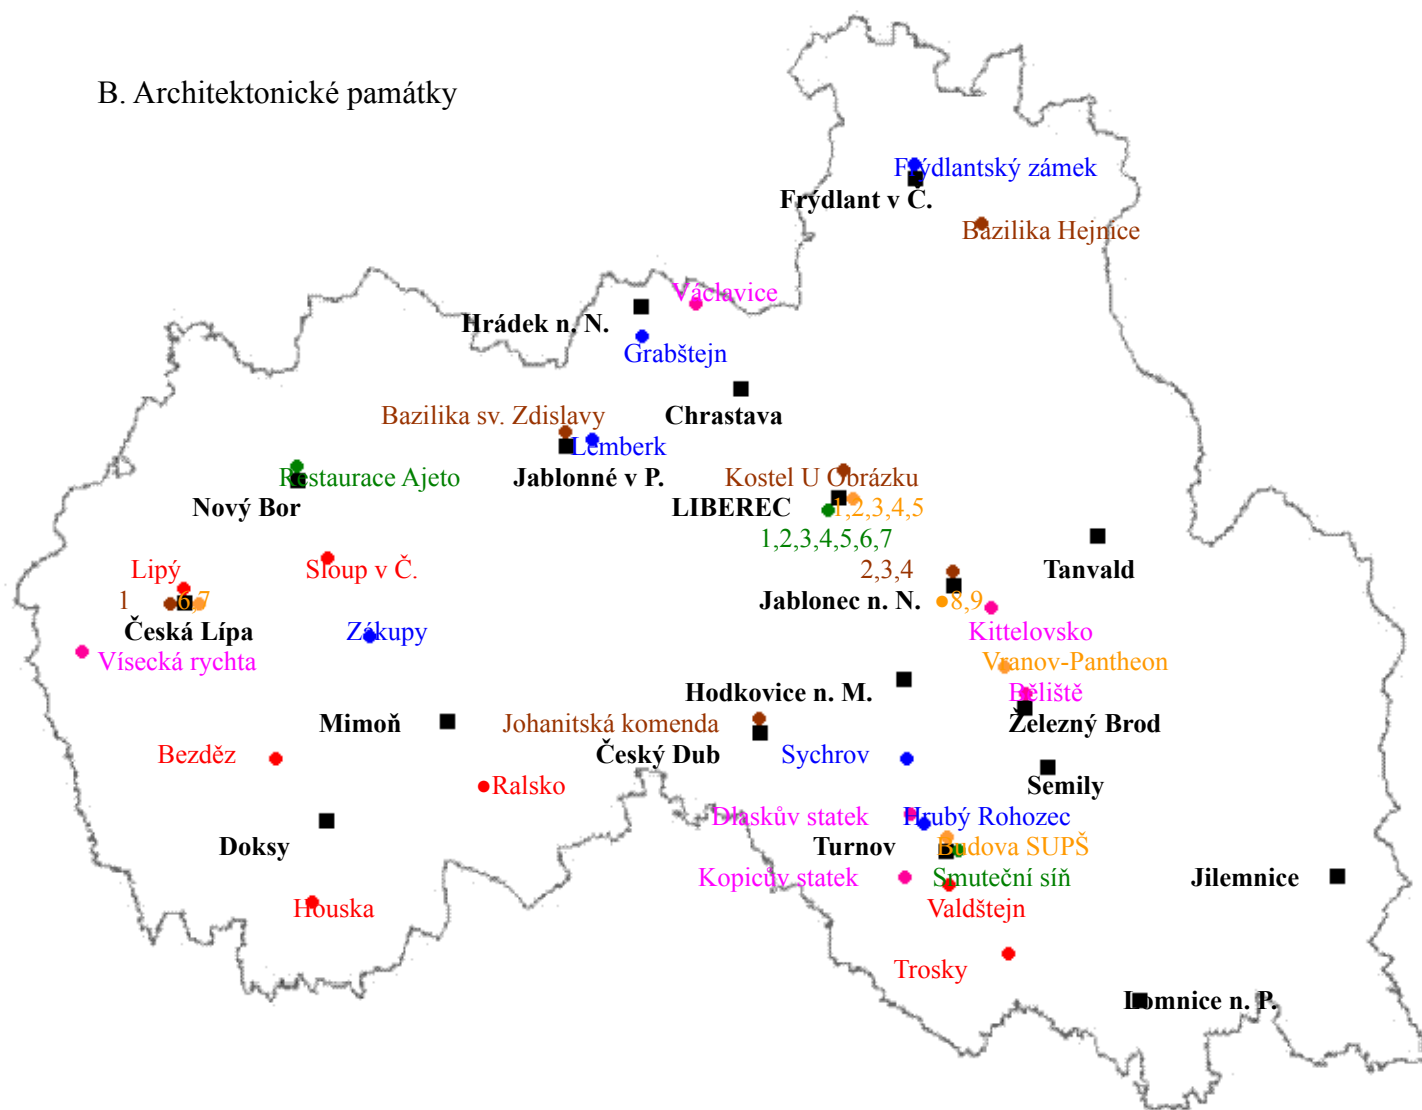 B. Architektonické památky
Frýdlantský zámek
Frýdlant v Č.
Bazilika Hejnice
Václavice
Hrádek n. N.
Grabštejn
Chrastava
Bazilika sv. Zdislavy
Lemberk
Jablonné v P.
Restaurace Ajeto
Nový Bor
Kostel U Obrázku
LIBEREC
1,2,3,4,5
1,2,3,4,5,6,7
Tanvald
Sloup v Č.
Lipý
1
6,7
Česká Lípa
2,3,4
Jablonec n. N.
8,9
Kittelovsko
Zákupy
Vísecká rychta
Vranov-Pantheon
Hodkovice n. M.
Běliště
Železný Brod
Mimoň
Johanitská komenda
Český Dub
Sychrov
Bezděz
Ralsko
Semily
Dlaskův statek
Hrubý Rohozec
Doksy
Turnov
Budova SUPŠ
Kopicův statek
Smuteční síň
Jilemnice
Houska
Valdštejn
Trosky
Lomnice n. P.